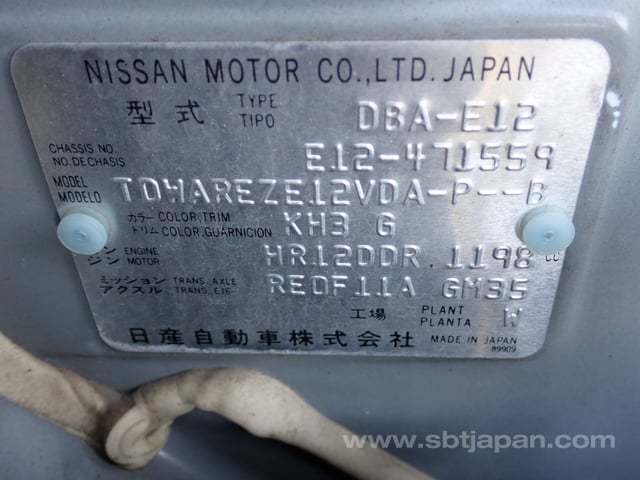 NISSAN MOTOR CO.,LTD. JAPAN
型式 TYPE TIPO DBA-E12
CHASSIS NO. NO.DE CHASIS E12-471559
MODEL MODELO TDWAREZE12VDA-P--B
カラー COLOR,TRIM トリム COLOR,GUARNICION KH3 G
ジン ENGINE MOTOR HR12DDR 1198 CC
ミッション TRANS. AXLE アクスル TRANS.,EJE RE0F11A GM35
工場 PLANT PLANTA W
日産自動車株式会社 MADE IN JAPAN
89909
www.sbtjapan.com